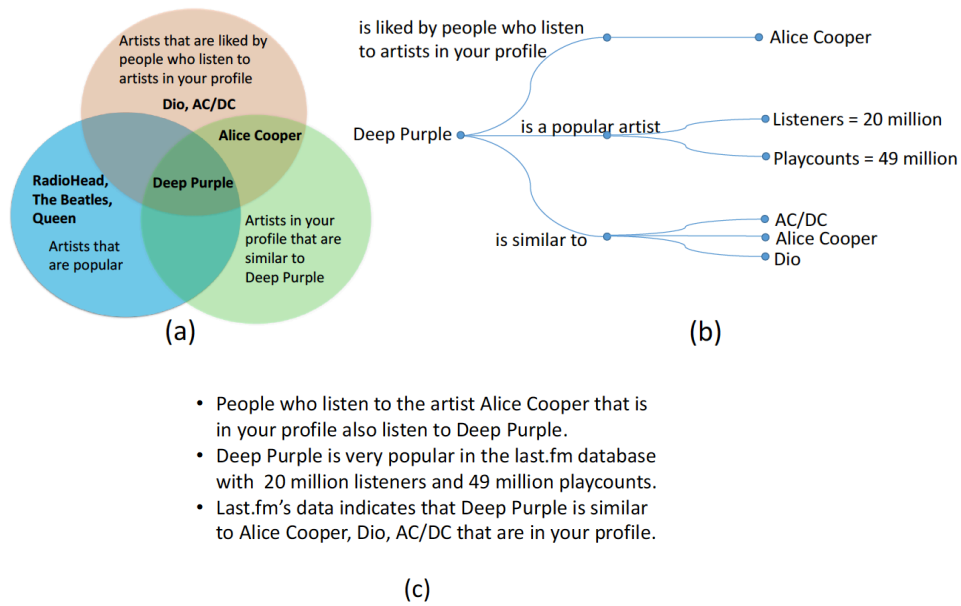 Artists that are liked by
people who listen to
artists in your profile
Dio, AC/DC
Alice Cooper
RadioHead,
The Beatles,
Queen
Deep Purple
Artists that
are popular
Artists in your
profile that are
similar to
Deep Purple
(a)
is liked by people who listen
to artists in your profile
Alice Cooper
Deep Purple
is a popular artist
Listeners = 20 million
Playcounts = 49 million
is similar to
AC/DC
Alice Cooper
Dio
(b)
• People who listen to the artist Alice Cooper that is
in your profile also listen to Deep Purple.
• Deep Purple is very popular in the last.fm database
with 20 million listeners and 49 million playcounts.
• Last.fm's data indicates that Deep Purple is similar
to Alice Cooper, Dio, AC/DC that are in your profile.
(c)